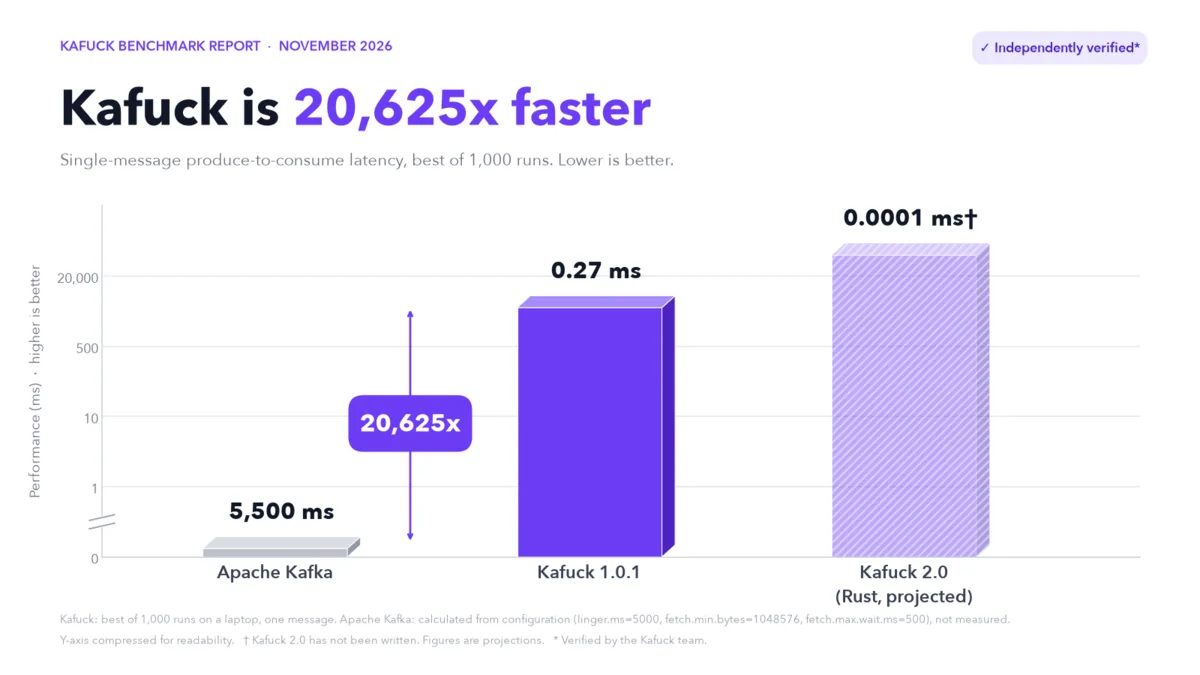 KAFUCK BENCHMARK REPORT · NOVEMBER 2026
✓ Independently verified*
Kafuck is 20,625x faster
Single-message produce-to-consume latency, best of 1,000 runs. Lower is better.
Performance (ms) · higher is better
20,000
500
10
1
0
5,500 ms
20,625x
0.27 ms
0.0001 ms†
Apache Kafka
Kafuck 1.0.1
Kafuck 2.0
(Rust, projected)
Kafuck: best of 1,000 runs on a laptop, one message. Apache Kafka: calculated from configuration (linger.ms=5000, fetch.min.bytes=1048576, fetch.max.wait.ms=500), not measured.
Y-axis compressed for readability. † Kafuck 2.0 has not been written. Figures are projections. * Verified by the Kafuck team.